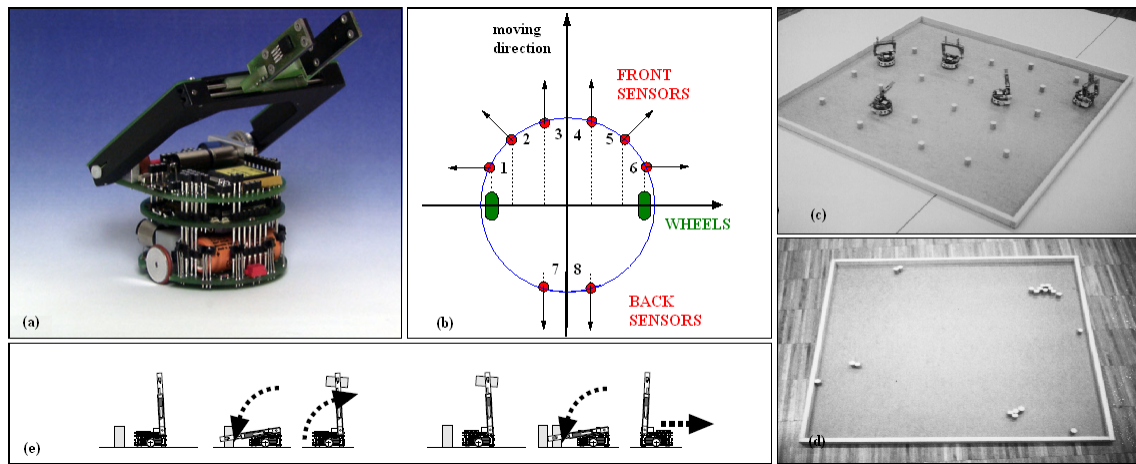 (a)
moving
direction
FRONT
SENSORS
3 4
2 5
1 6
WHEELS
7 8
BACK
SENSORS
(b)
(c)
(d)
(e)